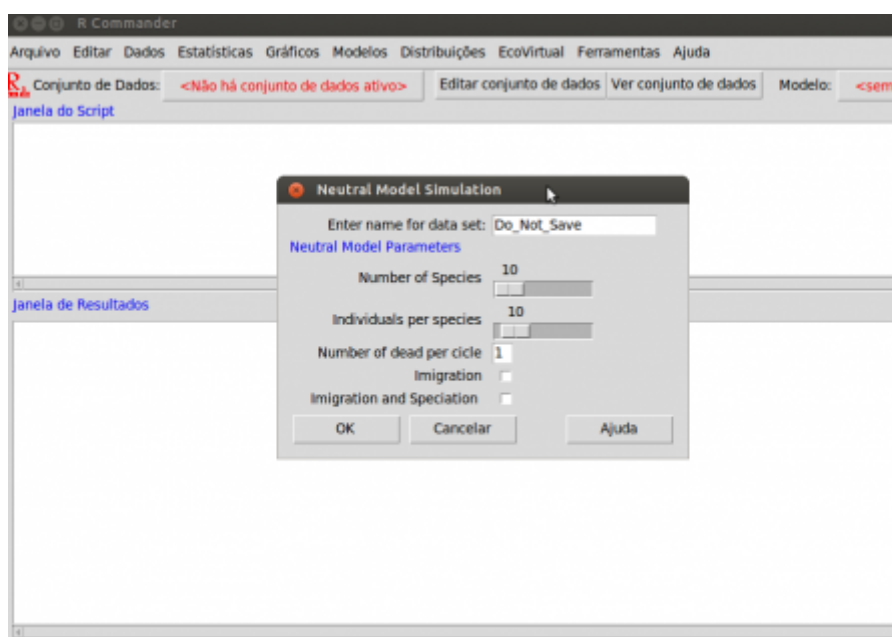 R Commander
Arquivo Editar Dados Estatísticas Gráficos Modelos Distribuições EcoVirtual Ferramentas Ajuda
R Conjunto de Dados: <Não há conjunto de dados ativo> Editar conjunto de dados Ver conjunto de dados Modelo: <sem
Janela do Script
Neutral Model Simulation
Enter name for data set: Do_Not_Save
Neutral Model Parameters
10
Number of Species
10
Individuals per species
Number of dead per cicle 1
Imigration
Imigration and Speciation
OK Cancelar Ajuda
Janela de Resultados